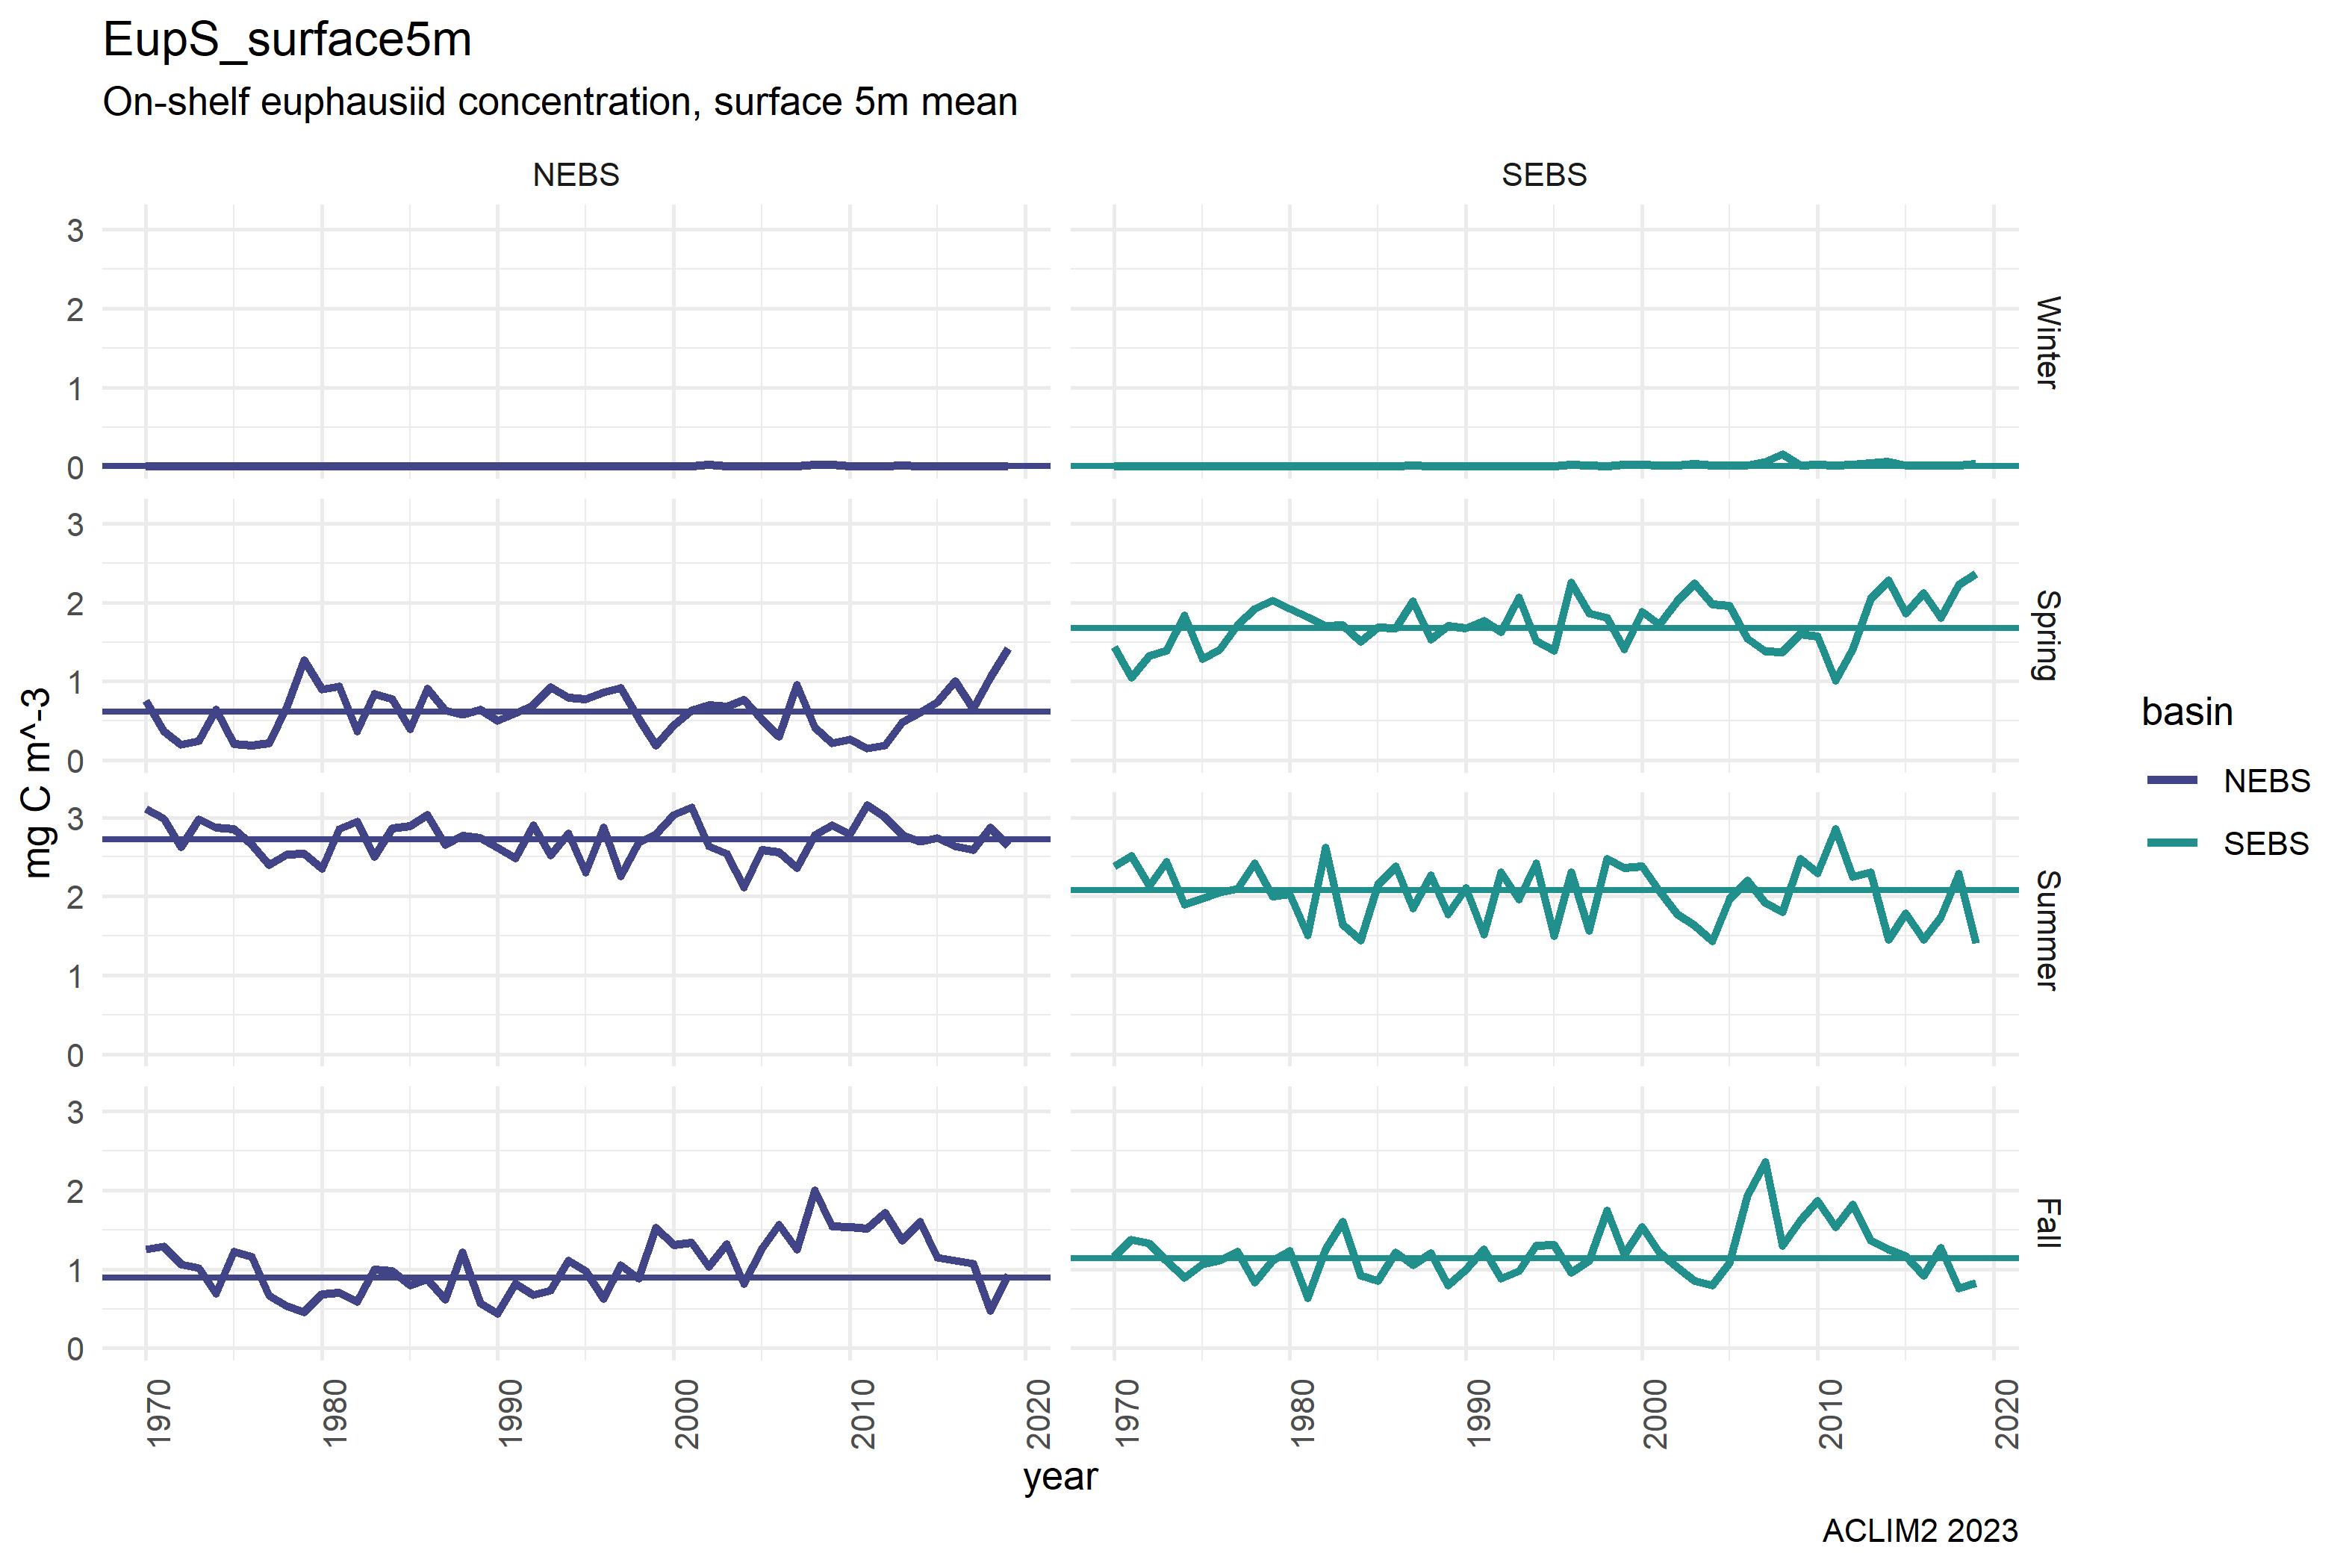 EupS_surface5m
On-shelf euphausiid concentration, surface 5m mean
NEBS
SEBS
3
2
1
0
Winter
3
2
1
0
Spring
3
2
1
0
Summer
3
2
1
0
Fall
mg C m^-3
1970
1980
1990
2000
2010
2020
1970
1980
1990
2000
2010
2020
year
basin
NEBS
SEBS
ACLIM2 2023